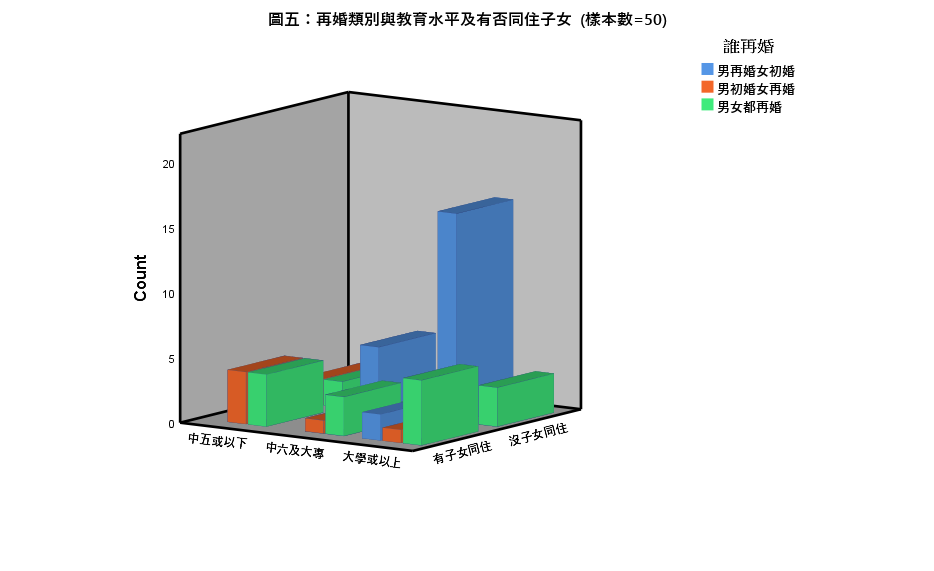 圖五：再婚類別與教育水平及有否同住子女 (樣本數=50)
誰再婚
男再婚女初婚
男初婚女再婚
男女都再婚
20
15
10
5
0
Count
中五或以下
中六及大專
大學或以上
有子女同住
沒子女同住